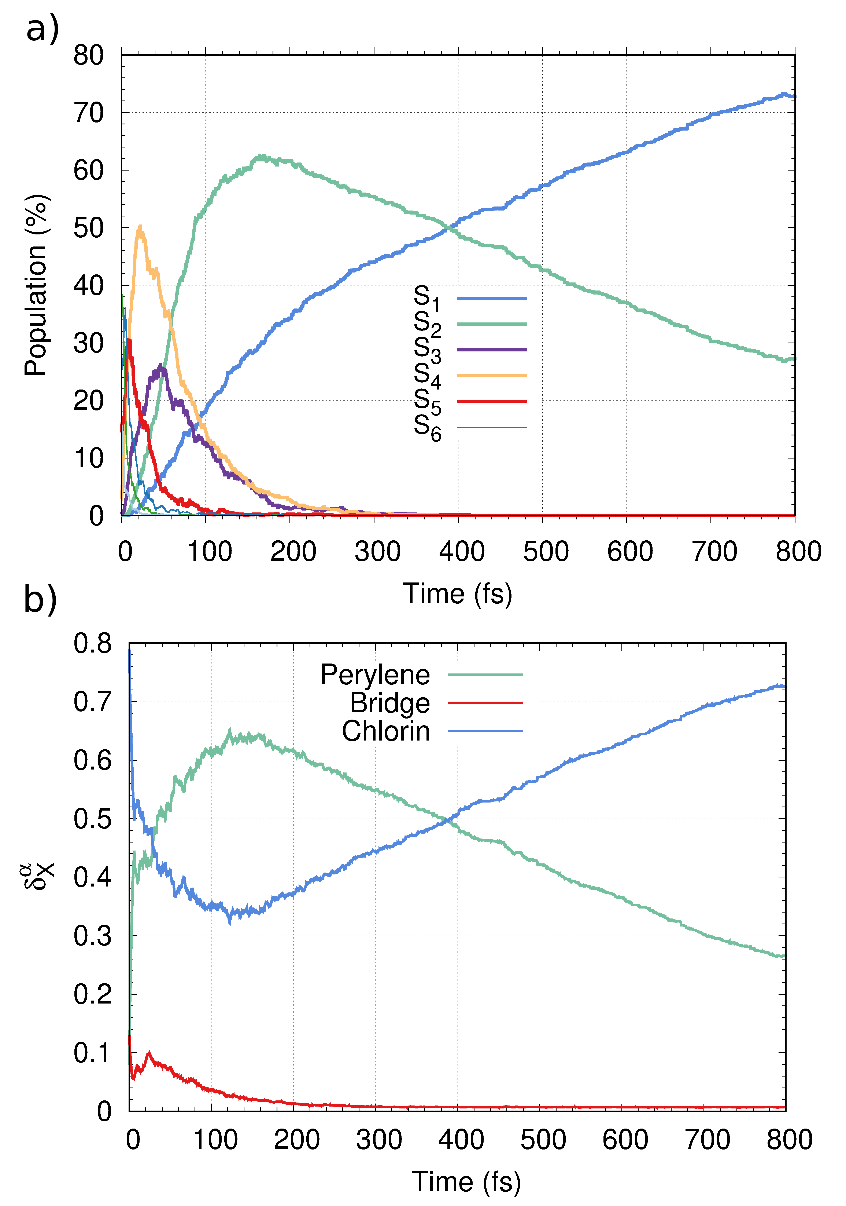 a)
80
70
60
50
40
30
20
10
0
Population (%)
S1
S2
S3
S4
S5
S6
0 100 200 300 400 500 600 700 800
Time (fs)
b)
0.8
0.7
0.6
0.5
0.4
0.3
0.2
0.1
0
δXα
Perylene
Bridge
Chlorin
0 100 200 300 400 500 600 700 800
Time (fs)